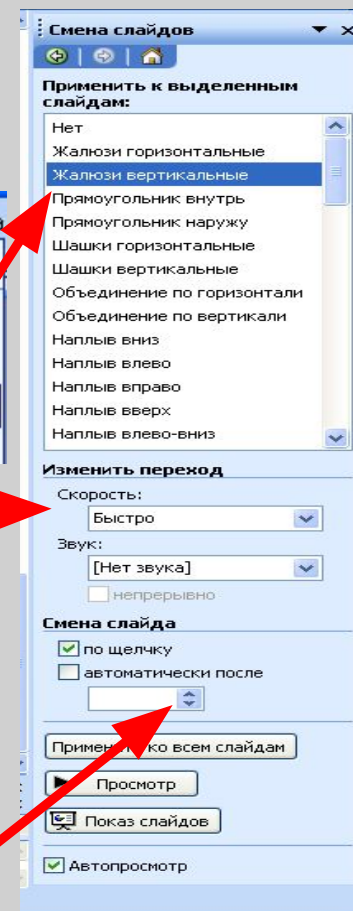 Смена слайдов
Применить к выделенным
слайдам:
Нет
Жалюзи горизонтальные
Жалюзи вертикальные
Прямоугольник внутрь
Прямоугольник наружу
Шашки горизонтальные
Шашки вертикальные
Объединение по горизонтали
Объединение по вертикали
Наплыв вниз
Наплыв влево
Наплыв вправо
Наплыв вверх
Наплыв влево-вниз
Изменить переход
Скорость:
Быстро
Звук:
[Нет звука]
непрерывно
Смена слайда
по щелчку
автоматически после
Применить ко всем слайдам
Просмотр
Показ слайдов
Автопросмотр